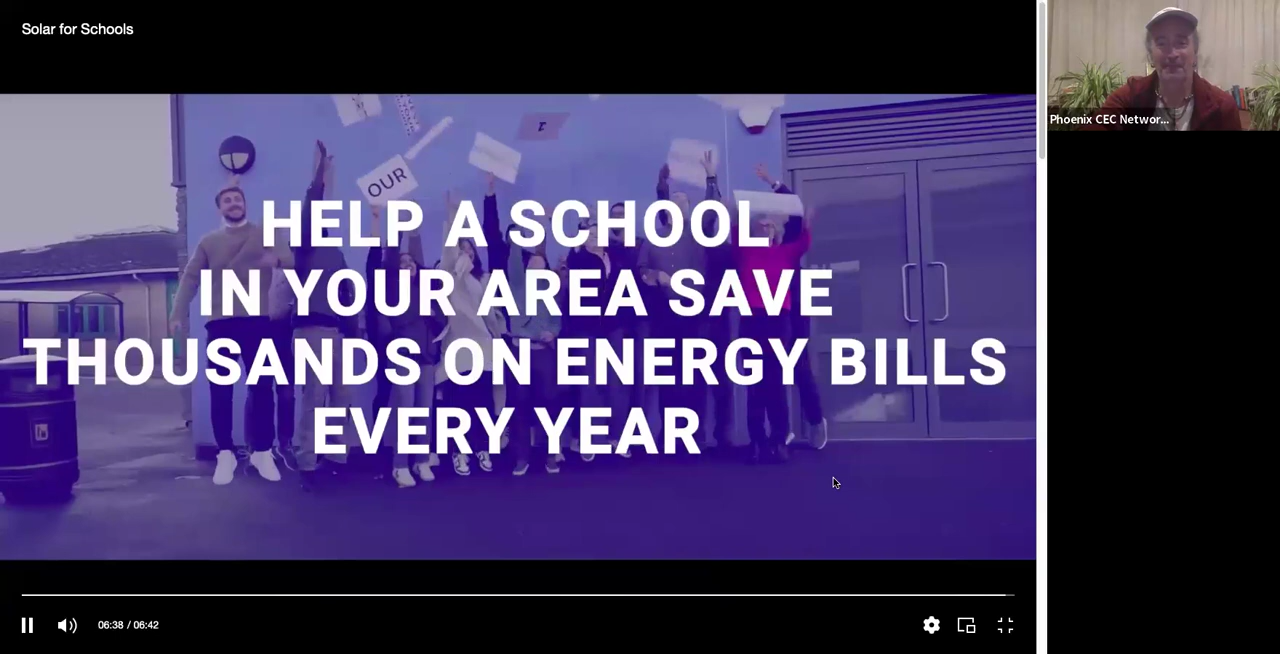 Solar for Schools
E
OUR
HELP A SCHOOL
IN YOUR AREA SAVE
THOUSANDS ON ENERGY BILLS
EVERY YEAR
Phoenix CEC Networ...
06:38 / 06:42